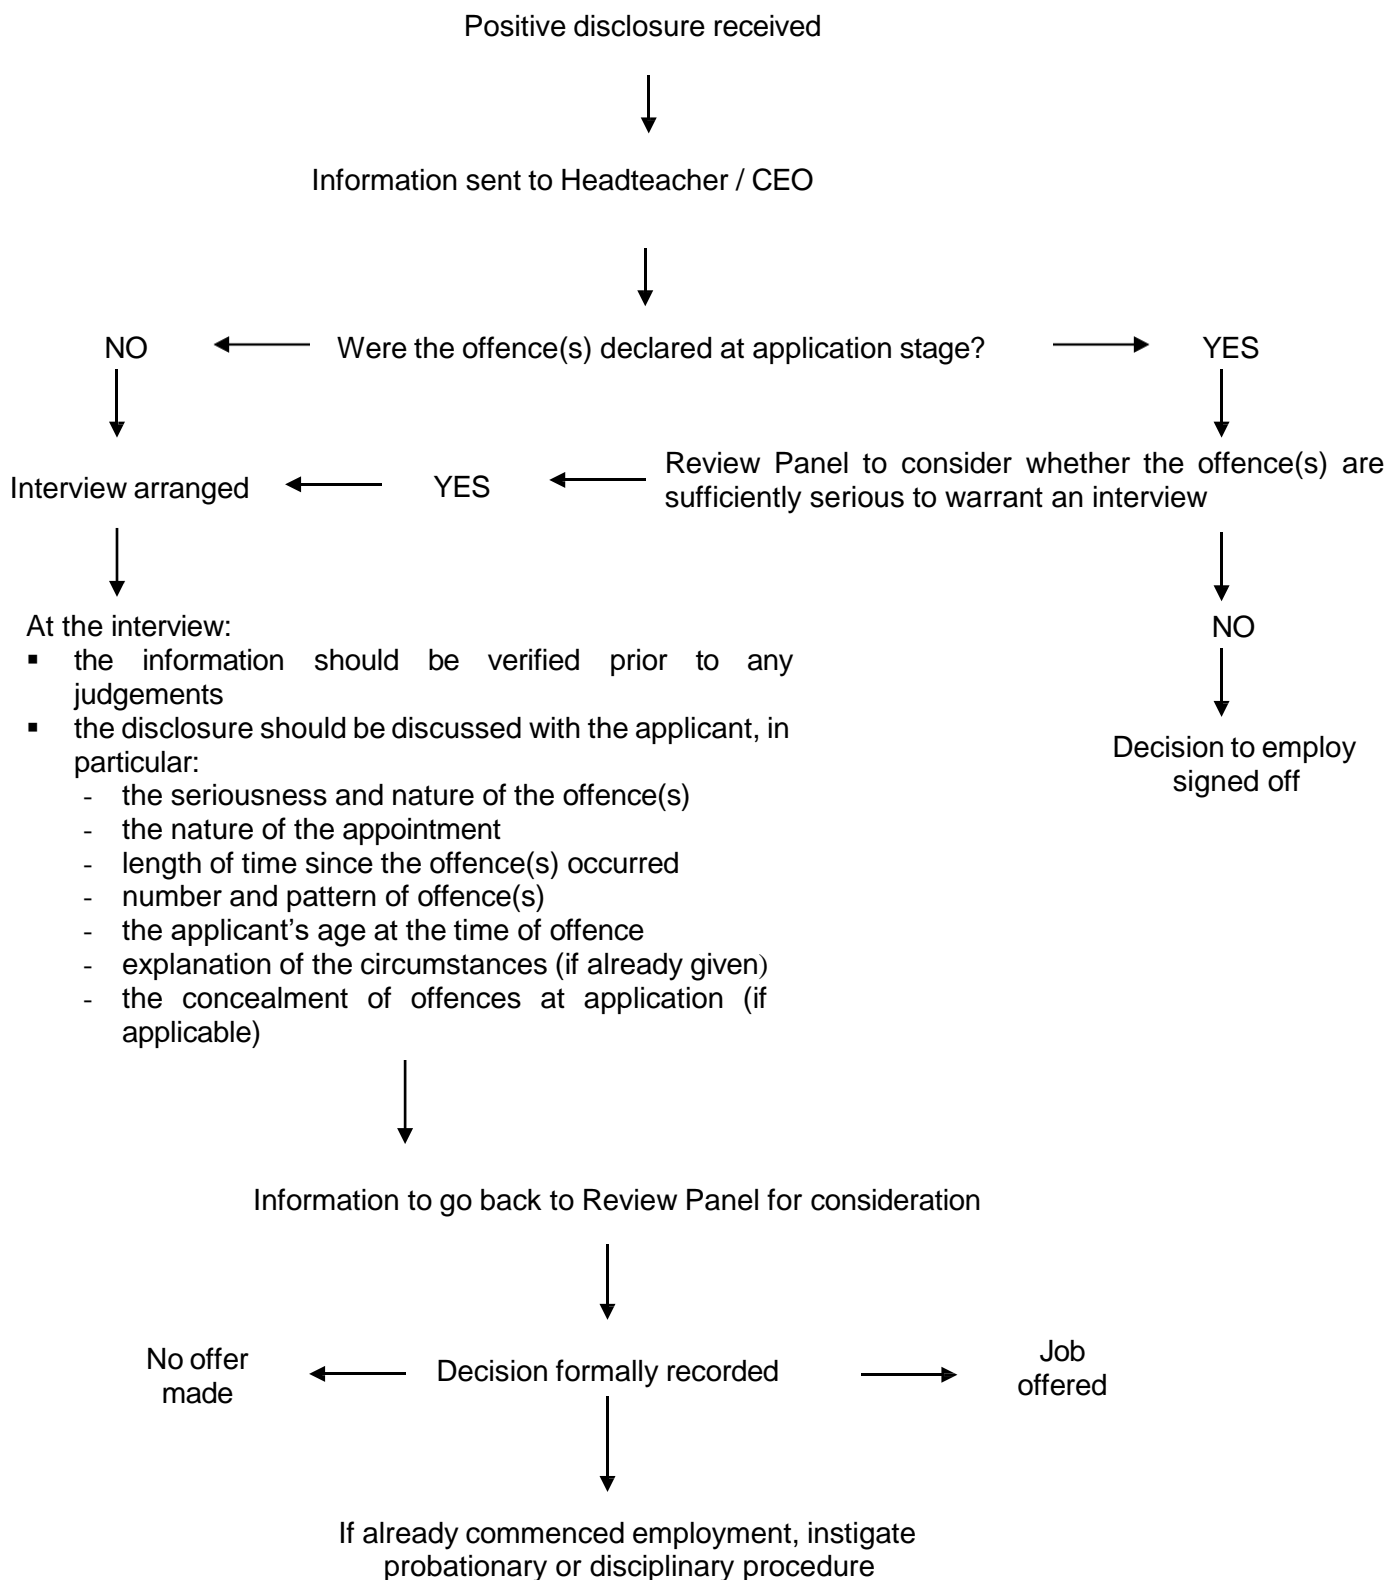 Positive disclosure received
Information sent to Headteacher / CEO
NO
Were the offence(s) declared at application stage?
YES
Interview arranged
YES
Review Panel to consider whether the offence(s) are
sufficiently serious to warrant an interview
At the interview:
▪ the information should be verified prior to any
judgements
▪ the disclosure should be discussed with the applicant, in
particular:
- the seriousness and nature of the offence(s)
- the nature of the appointment
- length of time since the offence(s) occurred
- number and pattern of offence(s)
- the applicant’s age at the time of offence
- explanation of the circumstances (if already given)
- the concealment of offences at application (if
applicable)
NO
Decision to employ
signed off
Information to go back to Review Panel for consideration
No offer
made
Decision formally recorded
Job
offered
If already commenced employment, instigate
probationary or disciplinary procedure